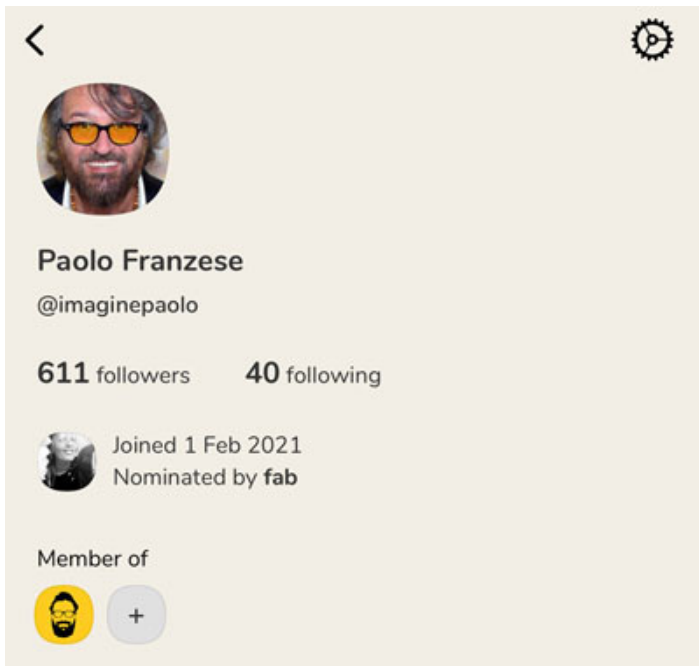 Paolo Franzese
@imaginepaolo
611 followers 40 following
Joined 1 Feb 2021
Nominated by fab
Member of
+